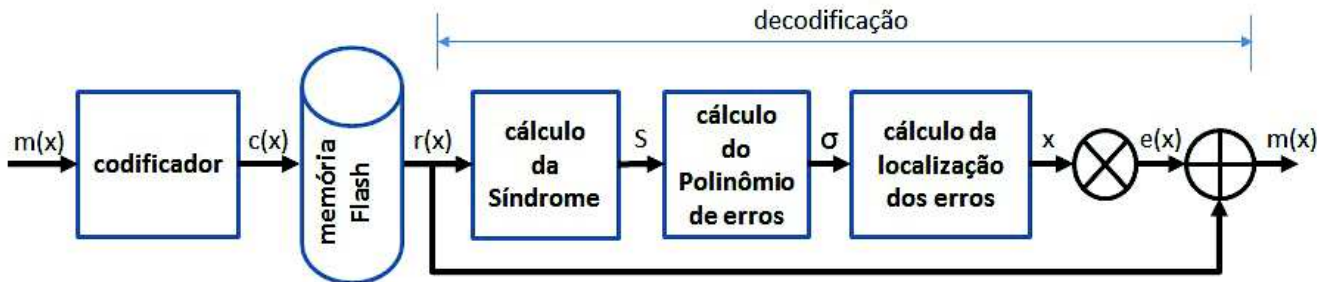 decodificação
m(x)
codificador
c(x)
memória
Flash
r(x)
cálculo
da
Síndrome
S
cálculo
do
Polinômio
de erros
σ
cálculo da
localização
dos erros
x
e(x)
m(x)